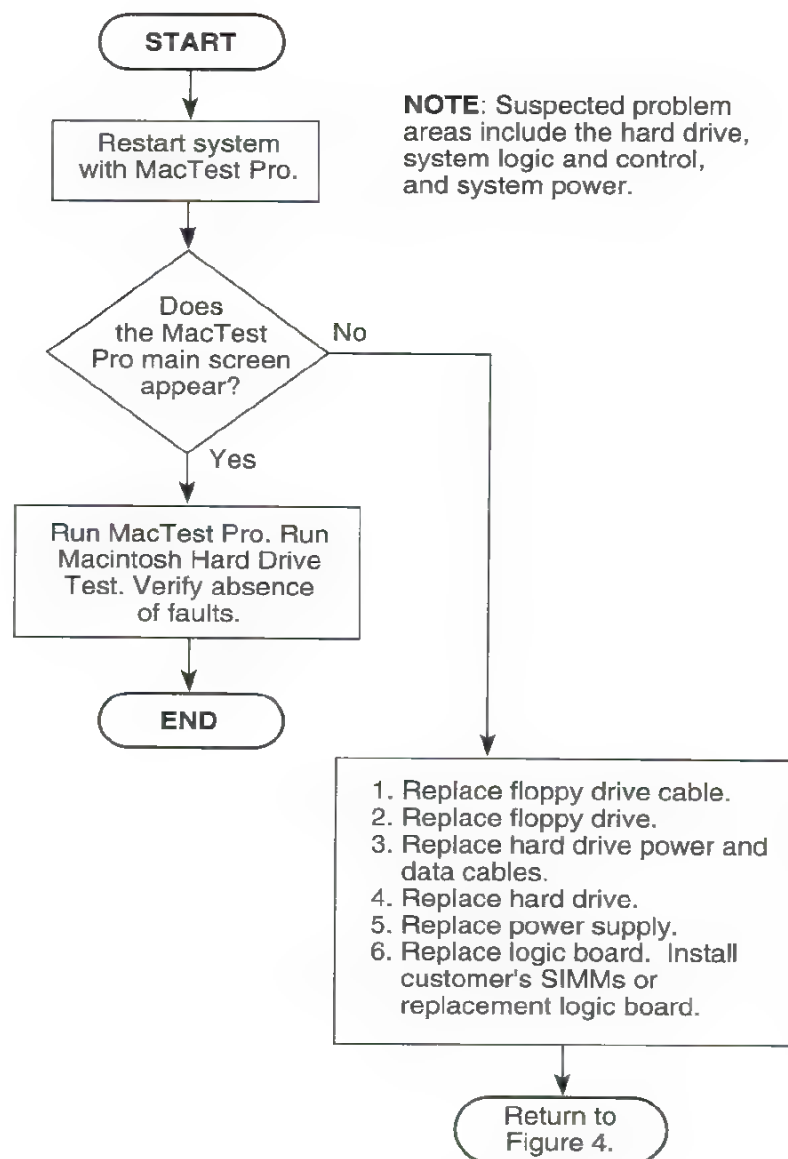 START
Restart system
with MacTest Pro.
NOTE: Suspected problem
areas include the hard drive,
system logic and control,
and system power.
Does
the MacTest
Pro main screen
appear?
No
Yes
Run MacTest Pro. Run
Macintosh Hard Drive
Test. Verify absence
of faults.
END
1. Replace floppy drive cable.
2. Replace floppy drive.
3. Replace hard drive power and
data cables.
4. Replace hard drive.
5. Replace power supply.
6. Replace logic board. Install
customer's SIMMs or
replacement logic board.
Return to
Figure 4.